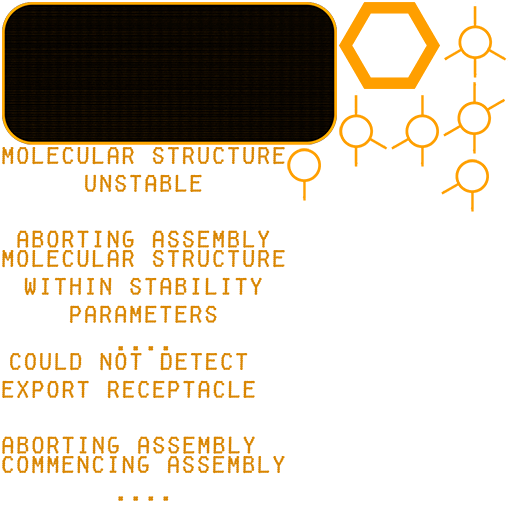 MOLECULAR STRUCTURE
UNSTABLE
ABORTING ASSEMBLY
MOLECULAR STRUCTURE
WITHIN STABILITY
PARAMETERS
....
COULD NOT DETECT
EXPORT RECEPTACLE
ABORTING ASSEMBLY
COMMENCING ASSEMBLY
....